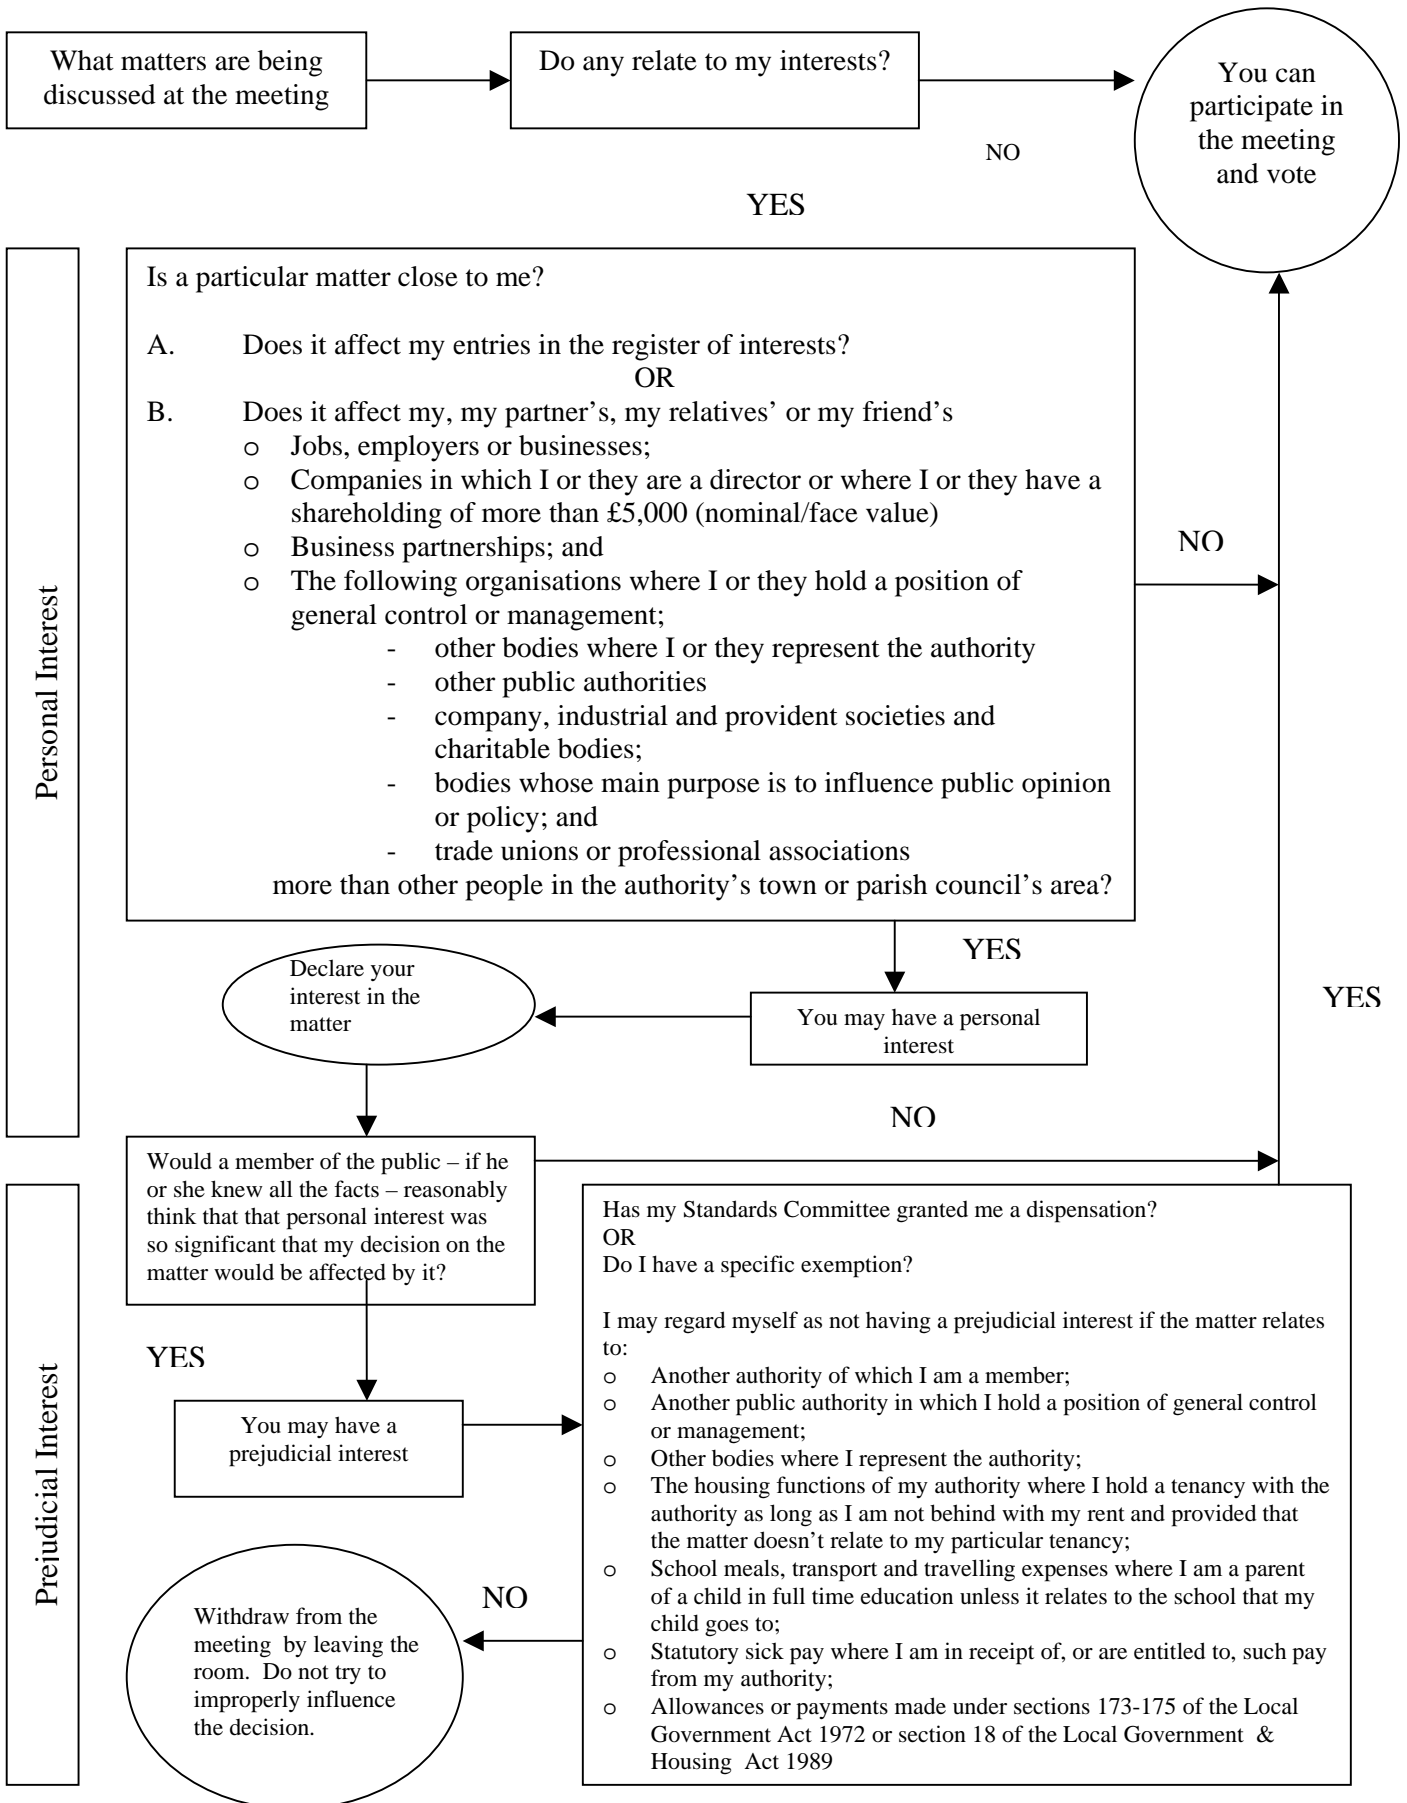 What matters are being
discussed at the meeting
Do any relate to my interests?
You can
participate in
the meeting
and vote
NO
YES
Personal Interest
Is a particular matter close to me?
A. Does it affect my entries in the register of interests?
OR
B. Does it affect my, my partner's, my relatives' or my friend's
o Jobs, employers or businesses;
o Companies in which I or they are a director or where I or they have a
shareholding of more than £5,000 (nominal/face value)
o Business partnerships; and
o The following organisations where I or they hold a position of
general control or management;
- other bodies where I or they represent the authority
- other public authorities
- company, industrial and provident societies and
charitable bodies;
- bodies whose main purpose is to influence public opinion
or policy; and
- trade unions or professional associations
more than other people in the authority's town or parish council's area?
NO
YES
You may have a personal
interest
Declare your
interest in the
matter
YES
NO
Would a member of the public – if he
or she knew all the facts – reasonably
think that that personal interest was
so significant that my decision on the
matter would be affected by it?
Prejudicial Interest
YES
You may have a
prejudicial interest
Has my Standards Committee granted me a dispensation?
OR
Do I have a specific exemption?
I may regard myself as not having a prejudicial interest if the matter relates
to:
o Another authority of which I am a member;
o Another public authority in which I hold a position of general control
or management;
o Other bodies where I represent the authority;
o The housing functions of my authority where I hold a tenancy with the
authority as long as I am not behind with my rent and provided that
the matter doesn't relate to my particular tenancy;
o School meals, transport and travelling expenses where I am a parent
of a child in full time education unless it relates to the school that my
child goes to;
o Statutory sick pay where I am in receipt of, or are entitled to, such pay
from my authority;
o Allowances or payments made under sections 173-175 of the Local
Government Act 1972 or section 18 of the Local Government & 
Housing Act 1989
NO
Withdraw from the
meeting by leaving the
room. Do not try to
improperly influence
the decision.